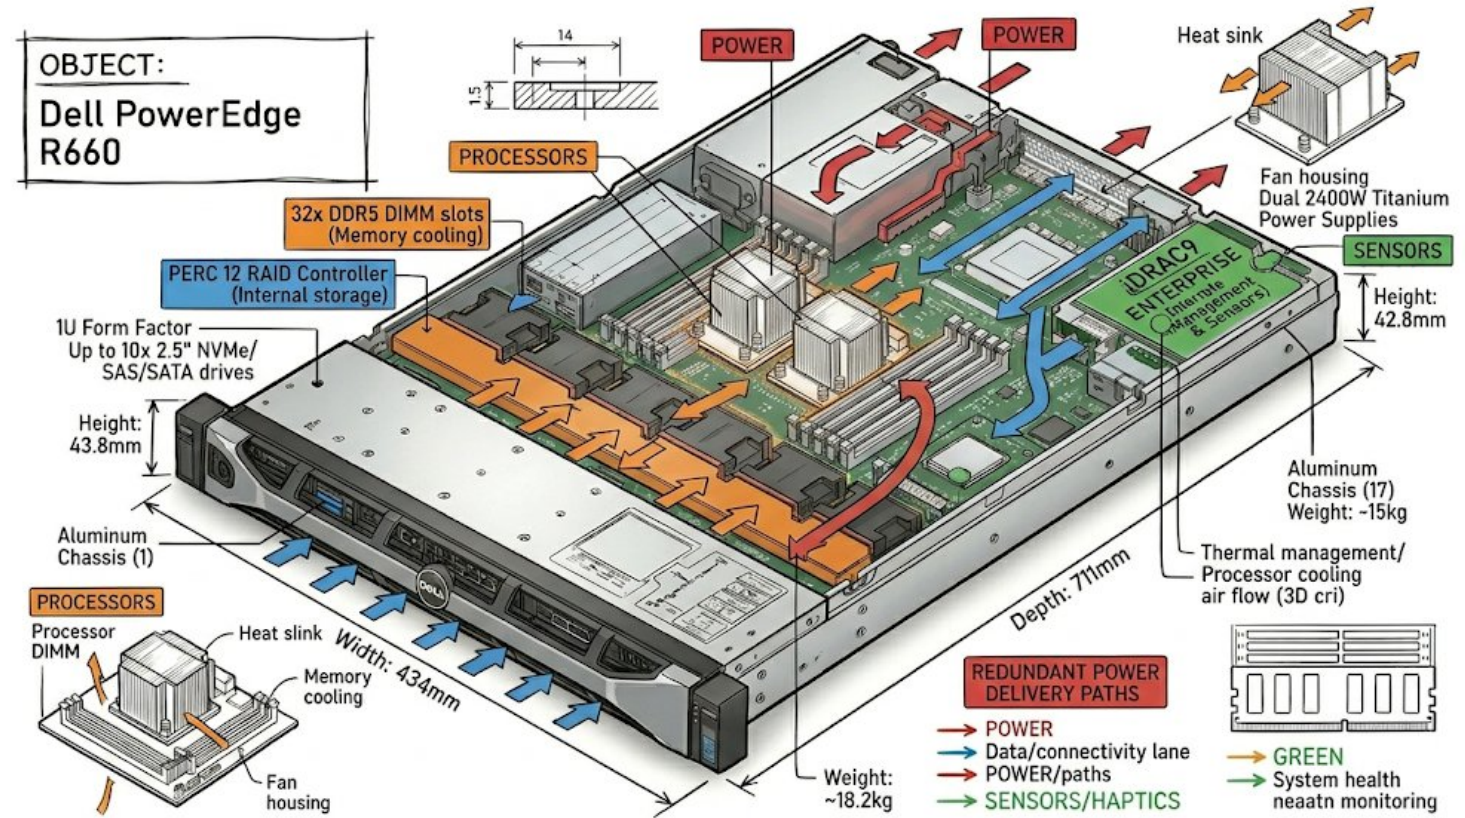 OBJECT:
Dell PowerEdge
R660
14
1.5
POWER
POWER
Heat sink
PROCESSORS
Fan housing
Dual 2400W Titanium
Power Supplies
32x DDR5 DIMM slots
(Memory cooling)
SENSORS
PERC 12 RAID Controller
(Internal storage)
iDRAC9
ENTERPRISE
Management
& Sensors)
Height:
42.8mm
1U Form Factor
Up to 10x 2.5" NVMe/
SAS/SATA drives
Height:
43.8mm
Aluminum
Chassis (17)
Weight: ~15kg
Aluminum
Chassis (1)
Thermal management/
Processor cooling
air flow (3D cri)
Depth: 711mm
DELL
Width: 434mm
PROCESSORS
Processor
DIMM
Heat slink
Memory
cooling
Fan
housing
Weight:
~18.2kg
REDUNDANT POWER
DELIVERY PATHS
POWER
Data/connectivity lane
POWER/paths
SENSORS/HAPTICS
GREEN
System health
neaatn monitoring